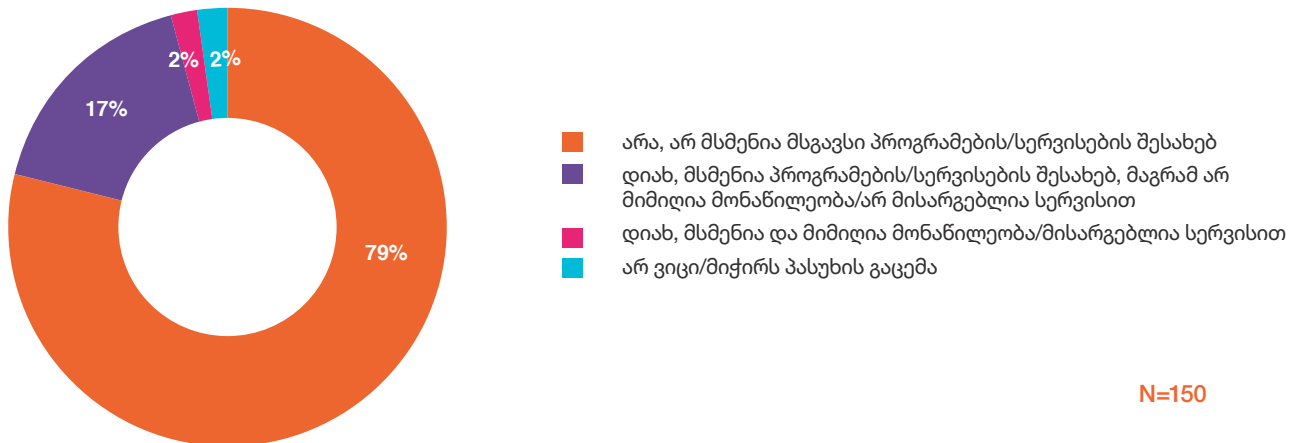 2%
2%
17%
79%
არა, არ მსმენია მსგავსი პროგრამების/სერვისების შესახებ
დიახ, მსმენია პროგრამების/სერვისების შესახებ, მაგრამ არ
მიმიღია მონაწილეობა/არ მისარგებლია სერვისით
დიახ, მსმენია და მიმიღია მონაწილეობა/მისარგებლია სერვისით
არ ვიცი/მიჭირს პასუხის გაცემა
N=150